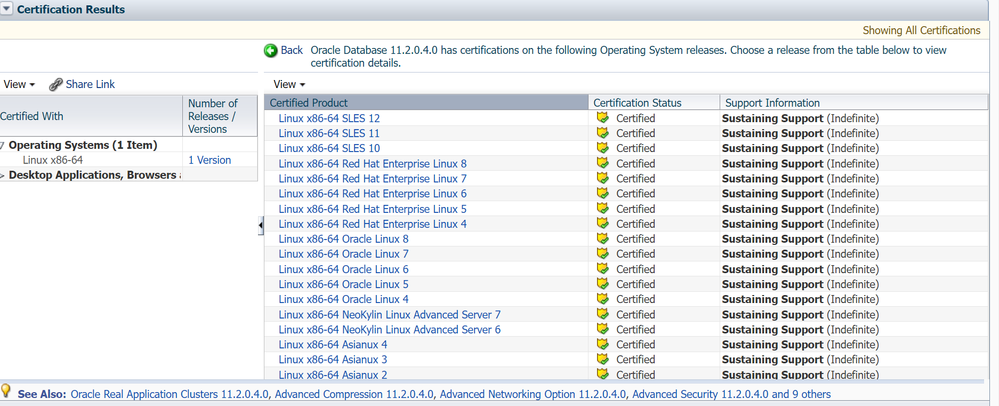 Certification Results
Showing All Certifications
Back Oracle Database 11.2.0.4.0 has certifications on the following Operating System releases. Choose a release from the table below to view
certification details.
View Share Link
Certified With
Number of
Releases /
Versions
Operating Systems (1 Item)
Linux x86-64 1 Version
Desktop Applications, Browsers
View
Certified Product Certification Status Support Information
Linux x86-64 SLES 12 Certified Sustaining Support (Indefinite)
Linux x86-64 SLES 11 Certified Sustaining Support (Indefinite)
Linux x86-64 SLES 10 Certified Sustaining Support (Indefinite)
Linux x86-64 Red Hat Enterprise Linux 8 Certified Sustaining Support (Indefinite)
Linux x86-64 Red Hat Enterprise Linux 7 Certified Sustaining Support (Indefinite)
Linux x86-64 Red Hat Enterprise Linux 6 Certified Sustaining Support (Indefinite)
Linux x86-64 Red Hat Enterprise Linux 5 Certified Sustaining Support (Indefinite)
Linux x86-64 Red Hat Enterprise Linux 4 Certified Sustaining Support (Indefinite)
Linux x86-64 Oracle Linux 8 Certified Sustaining Support (Indefinite)
Linux x86-64 Oracle Linux 7 Certified Sustaining Support (Indefinite)
Linux x86-64 Oracle Linux 6 Certified Sustaining Support (Indefinite)
Linux x86-64 Oracle Linux 5 Certified Sustaining Support (Indefinite)
Linux x86-64 Oracle Linux 4 Certified Sustaining Support (Indefinite)
Linux x86-64 NeoKylin Linux Advanced Server 7 Certified Sustaining Support (Indefinite)
Linux x86-64 NeoKylin Linux Advanced Server 6 Certified Sustaining Support (Indefinite)
Linux x86-64 Asianux 4 Certified Sustaining Support (Indefinite)
Linux x86-64 Asianux 3 Certified Sustaining Support (Indefinite)
Linux x86-64 Asianux 2 Certified Sustaining Support (Indefinite)
See Also: Oracle Real Application Clusters 11.2.0.4.0, Advanced Compression 11.2.0.4.0, Advanced Networking Option 11.2.0.4.0, Advanced Security 11.2.0.4.0 and 9 others